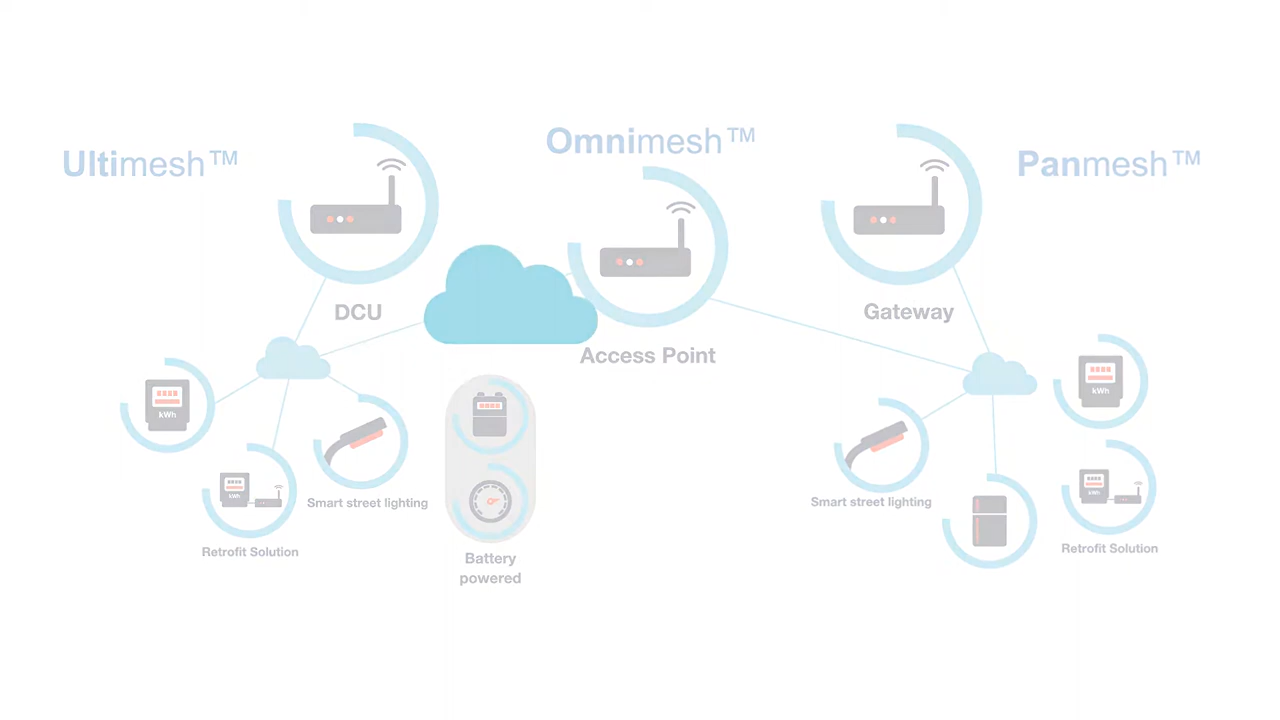 Ultimesh™
Omnimesh™
Panmesh™
DCU
Access Point
Gateway
kWh
kWh
Retrofit Solution
Smart street lighting
Battery
powered
Smart street lighting
kWh
kWh
Retrofit Solution